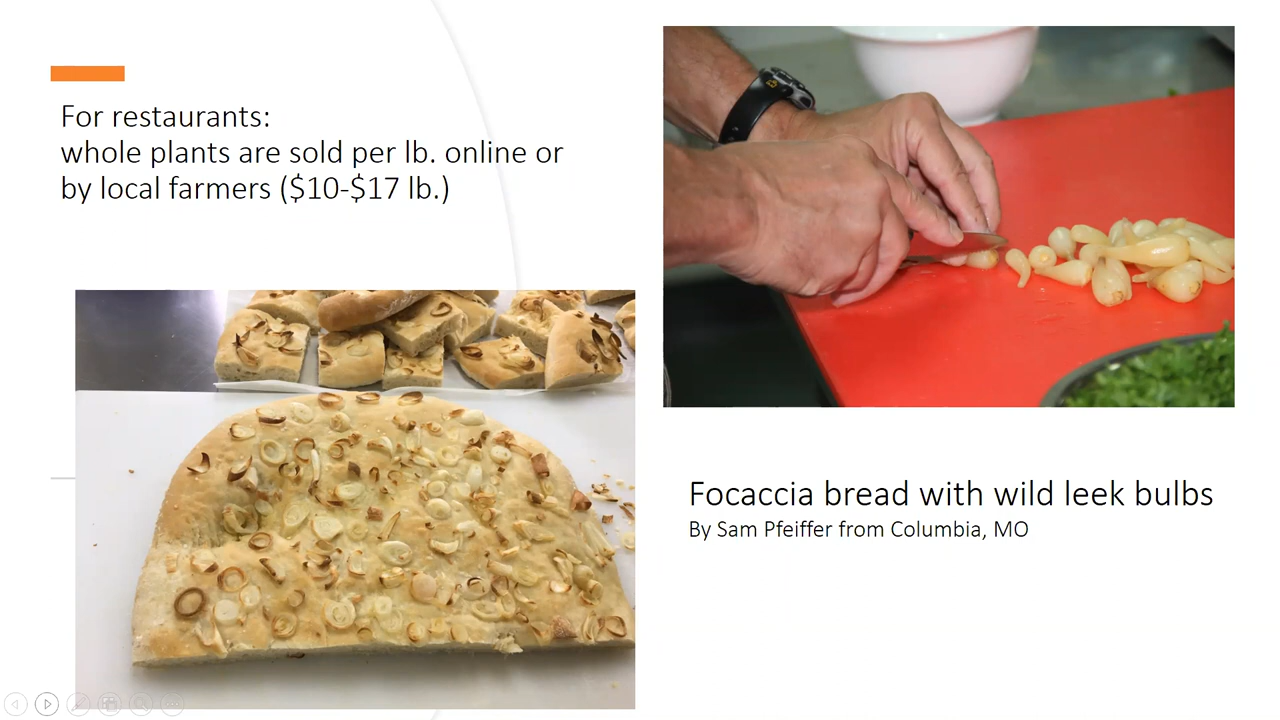 For restaurants:
whole plants are sold per lb. online or
by local farmers ($10-$17 lb.)
Focaccia bread with wild leek bulbs
By Sam Pfeiffer from Columbia, MO